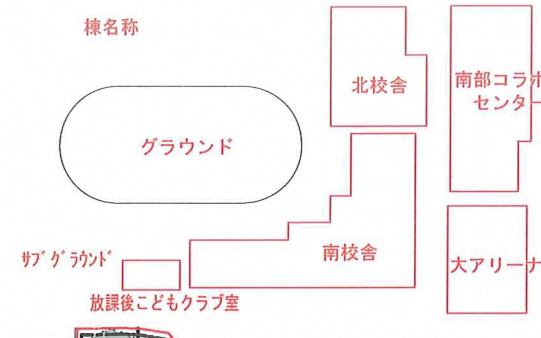 棟名称
北校舎
南部コラボ
センター
グラウンド
南校舎
サブグラウンド
大アリーナ
放課後こどもクラブ室